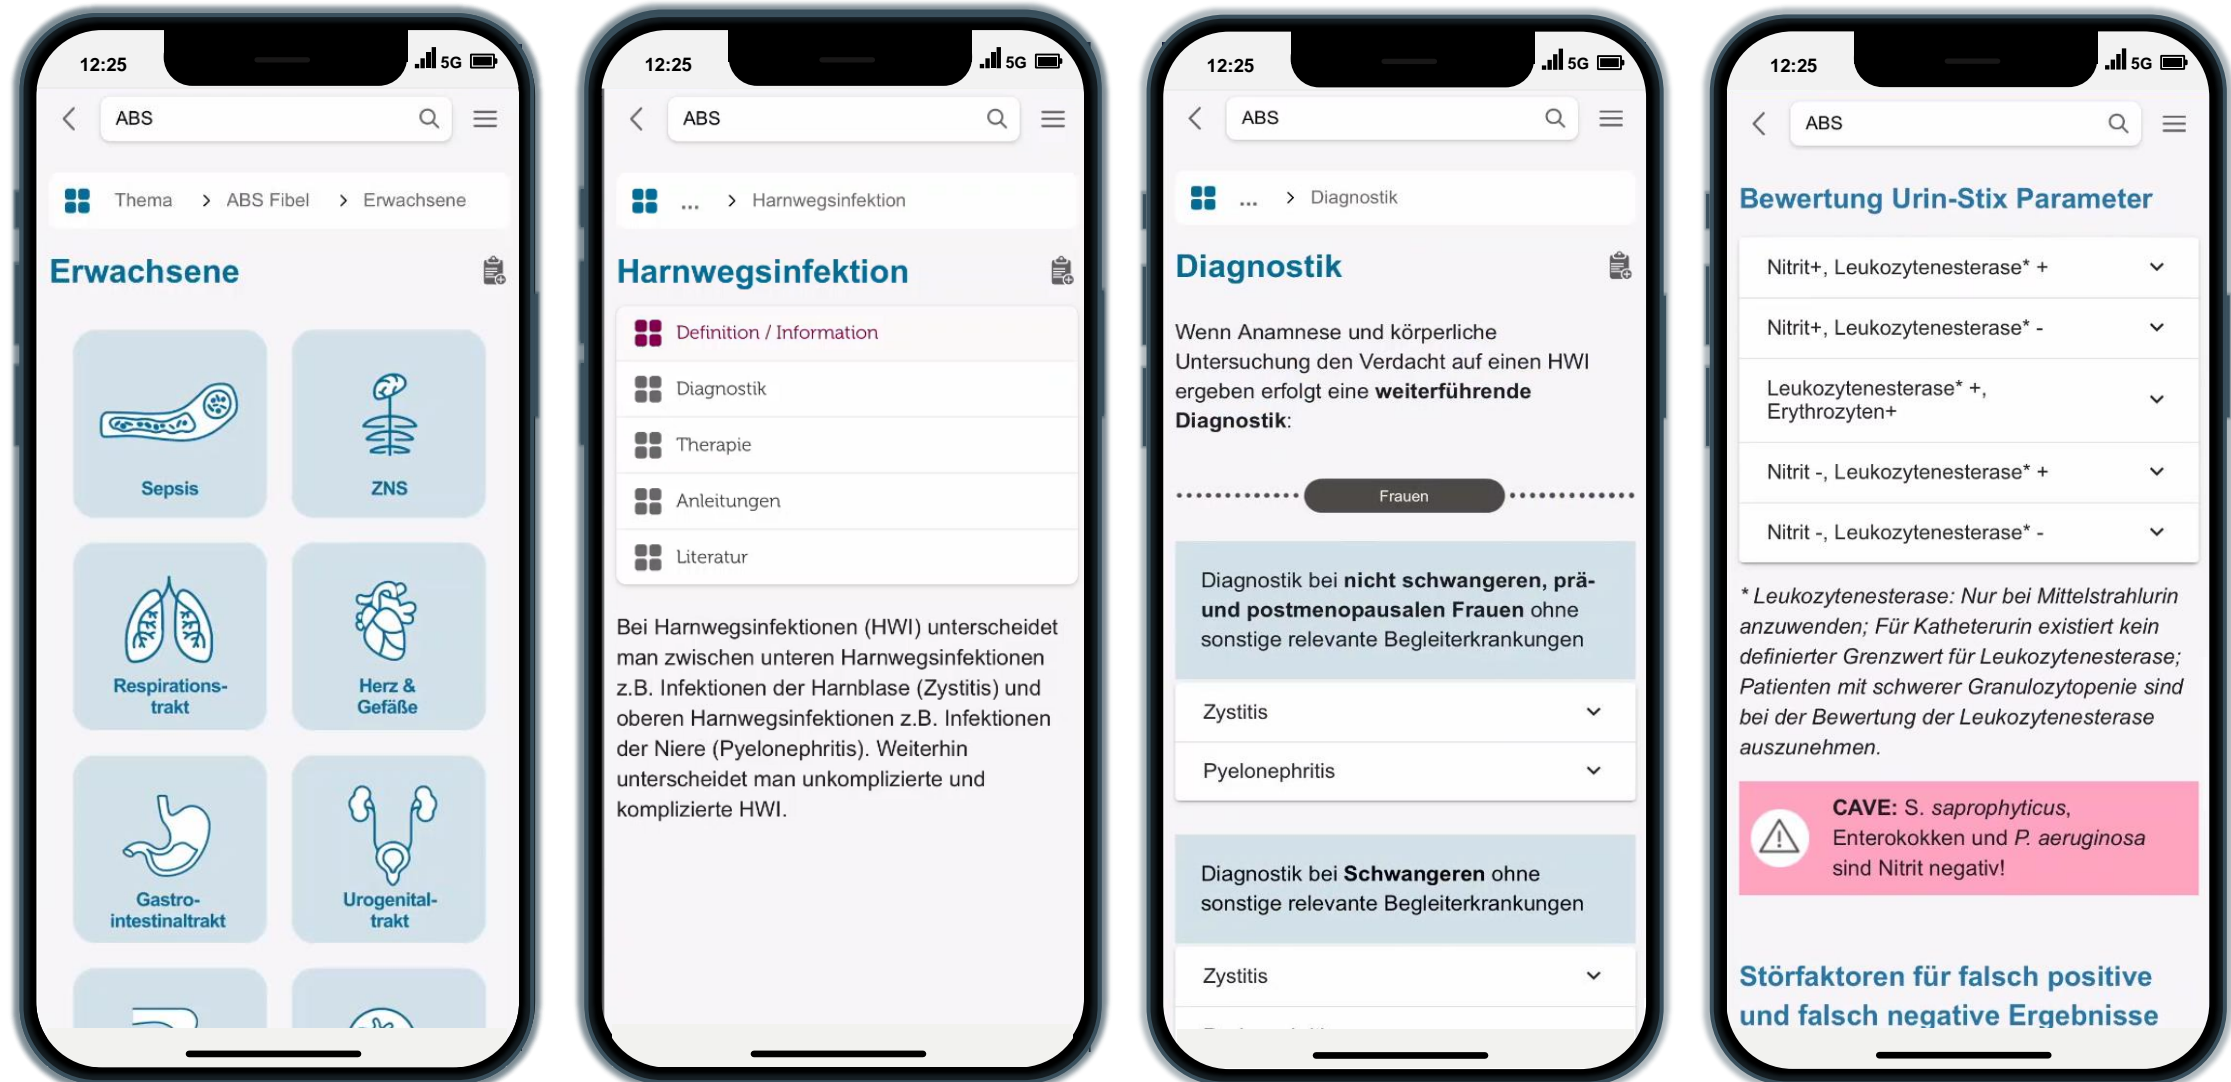 12:25
5G
ABS
Thema > ABS Fibel > Erwachsene
Erwachsene
Sepsis
ZNS
Respirations-
trakt
Herz &
Gefäße
Gastro-
intestinaltrakt
Urogenital-
trakt
12:25
5G
ABS
... > Harnwegsinfektion
Harnwegsinfektion
Definition / Information
Diagnostik
Therapie
Anleitungen
Literatur
Bei Harnwegsinfektionen (HWI) unterscheidet
man zwischen unteren Harnwegsinfektionen
z.B. Infektionen der Harnblase (Zystitis) und
oberen Harnwegsinfektionen z.B. Infektionen
der Niere (Pyelonephritis). Weiterhin
unterscheidet man unkomplizierte und
komplizierte HWI.
12:25
5G
ABS
... > Diagnostik
Diagnostik
Wenn Anamnese und körperliche
Untersuchung den Verdacht auf einen HWI
ergeben erfolgt eine weiterführende
Diagnostik:
Frauen
Diagnostik bei nicht schwangeren, prä-
und postmenopausalen Frauen ohne
sonstige relevante Begleiterkrankungen
Zystitis
Pyelonephritis
Diagnostik bei Schwangeren ohne
sonstige relevante Begleiterkrankungen
Zystitis
12:25
5G
ABS
Bewertung Urin-Stix Parameter
Nitrit+, Leukozytenesterase* +
Nitrit+, Leukozytenesterase* -
Leukozytenesterase* +,
Erythrozyten+
Nitrit -, Leukozytenesterase* +
Nitrit -, Leukozytenesterase* -
* Leukozytenesterase: Nur bei Mittelstrahlurin
anzuwenden; Für Katheterurin existiert kein
definierter Grenzwert für Leukozytenesterase;
Patienten mit schwerer Granulozytopenie sind
bei der Bewertung der Leukozytenesterase
auszunehmen.
CAVE: S. saprophyticus,
Enterokokken und P. aeruginosa
sind Nitrit negativ!
Störfaktoren für falsch positive
und falsch negative Ergebnisse